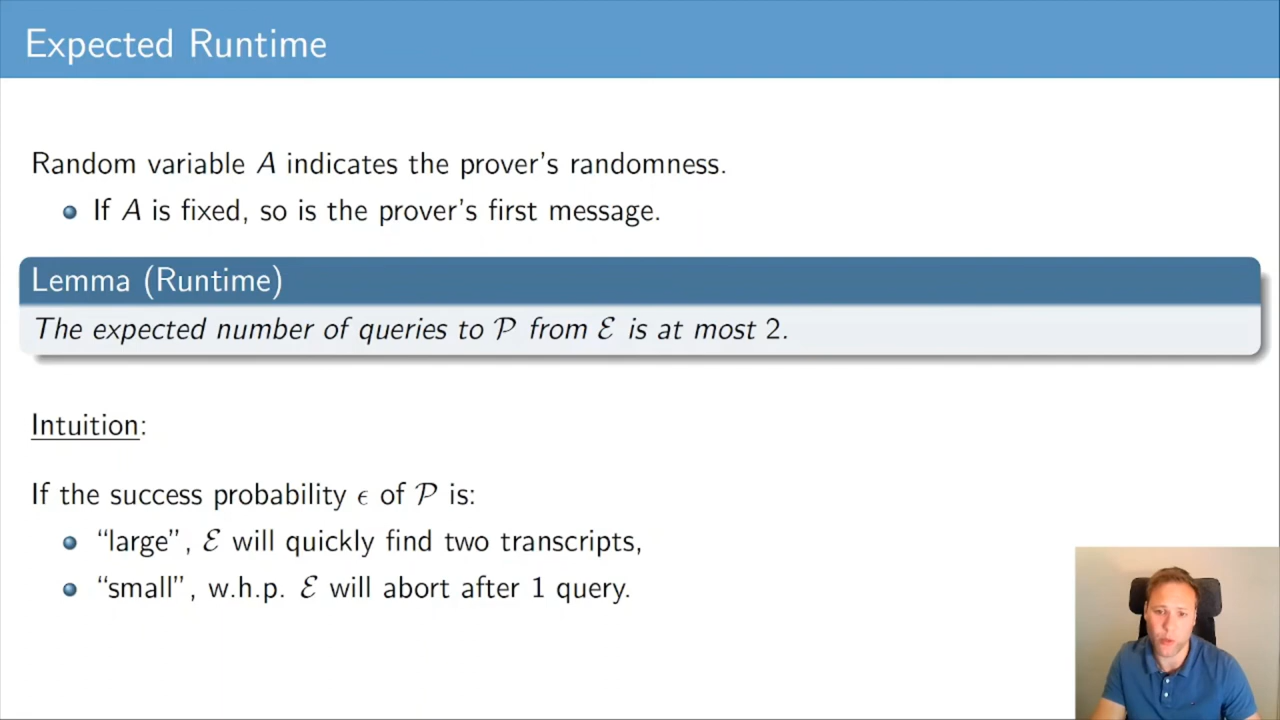 Expected Runtime
Random variable A indicates the prover's randomness.
If A is fixed, so is the prover's first message.
Lemma (Runtime)
The expected number of queries to 𝒫 from ℰ is at most 2.
Intuition:
If the success probability ϵ of 𝒫 is:
“large”, ℰ will quickly find two transcripts,
“small”, w.h.p. ℰ will abort after 1 query.